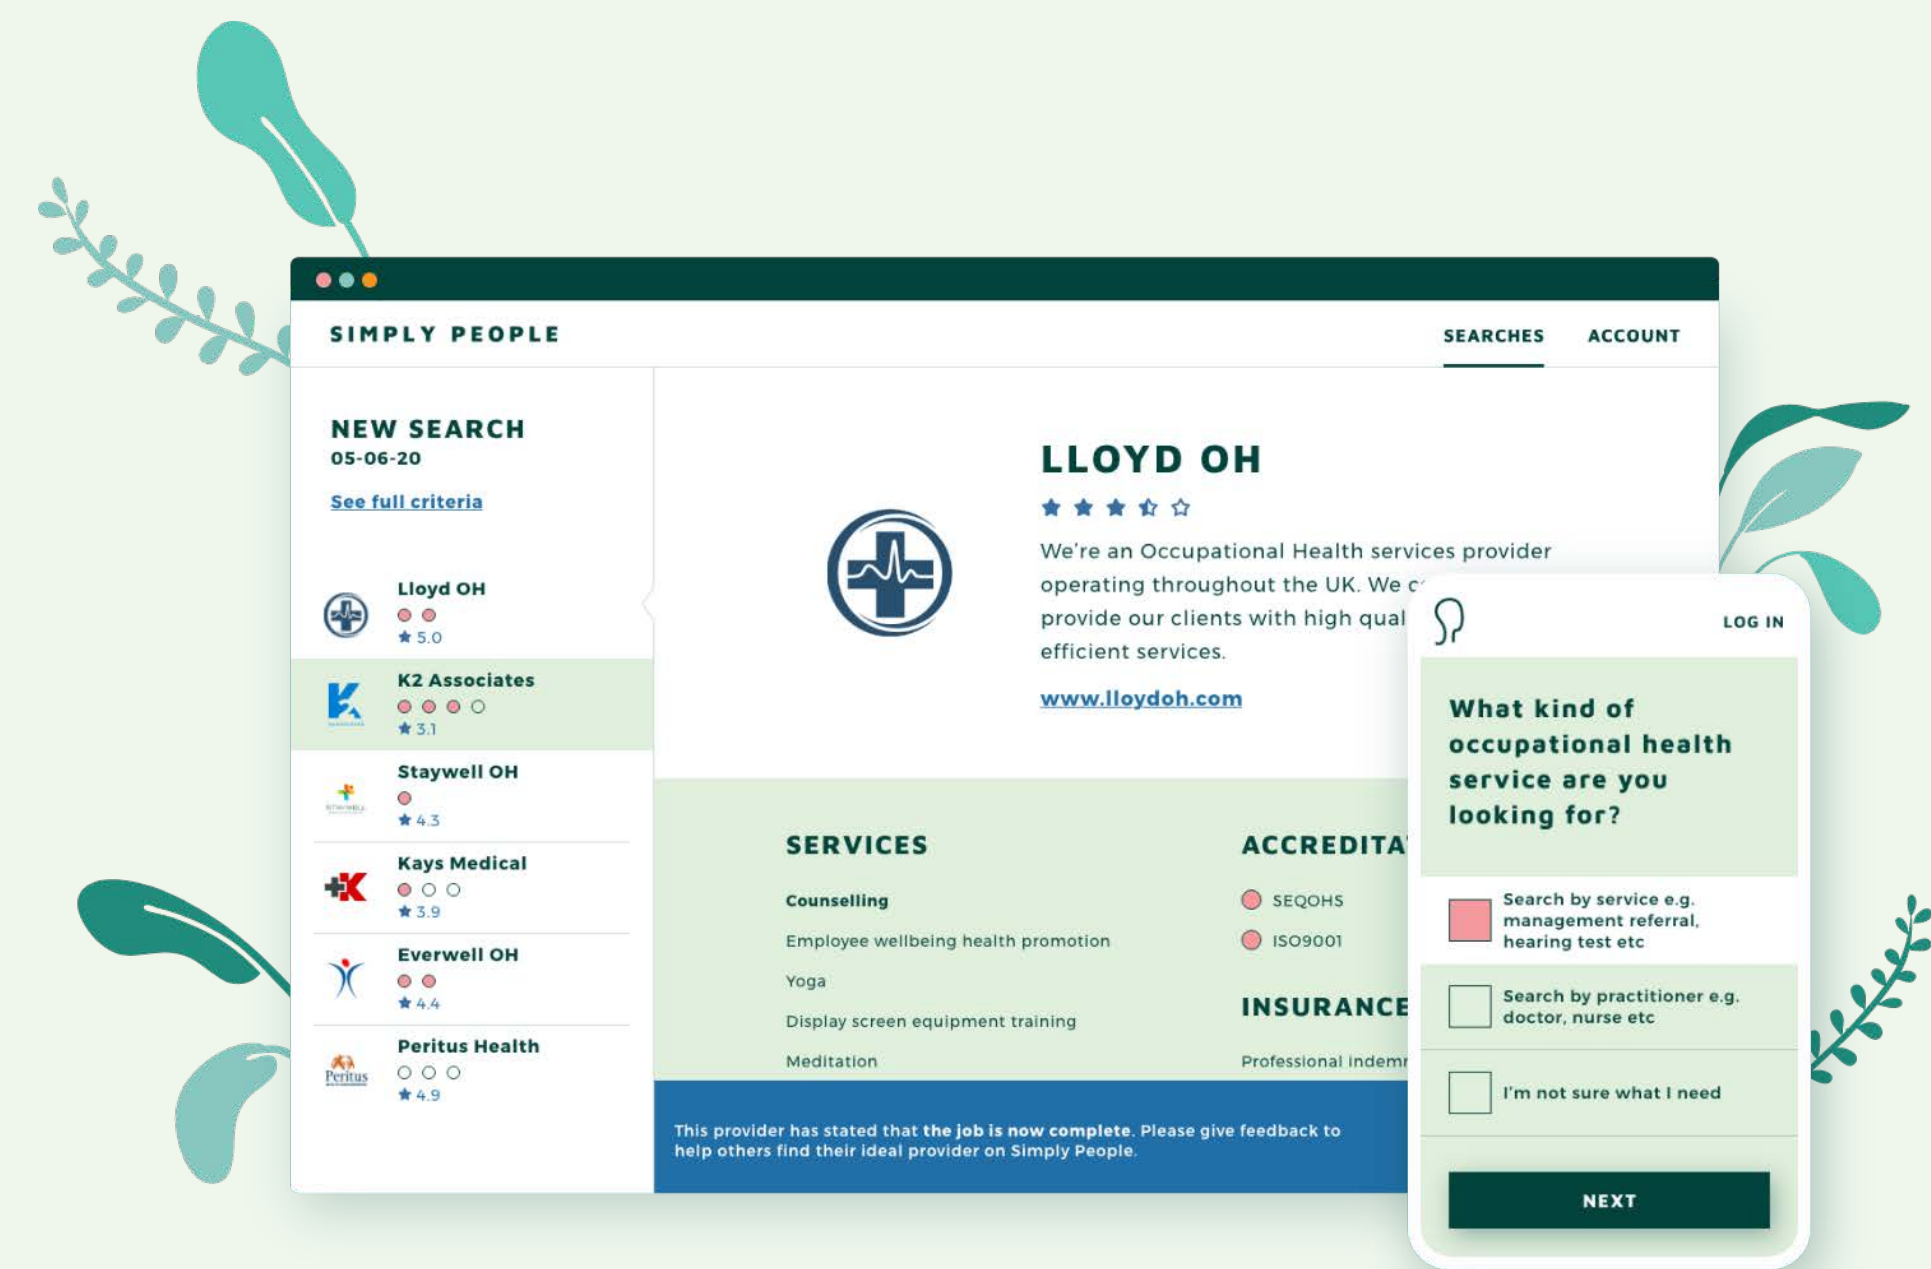 SIMPLY PEOPLE
SEARCHES
ACCOUNT
NEW SEARCH
05-06-20
See full criteria
Lloyd OH
5.0
K2 Associates
3.1
Staywell OH
4.3
Kays Medical
3.9
Everwell OH
4.4
Peritus
Peritus Health
4.9
LLOYD OH
We're an Occupational Health services provider
operating throughout the UK. We
provide our clients with high
efficient services.
www.lloydoh.com
SERVICES
Counselling
Employee wellbeing health promotion
Yoga
Display screen equipment training
Meditation
SEQOHS
ISO9001
INSURANCE
Professional
This provider has stated that the job is now complete. Please give feedback to
help others find their ideal provider on Simply People.
LOG IN
What kind of
occupational health
service are you
looking for?
Search by service e.g.
management referral,
hearing test etc
Search by practitioner e.g.
doctor, nurse etc
I'm not sure what I need
NEXT